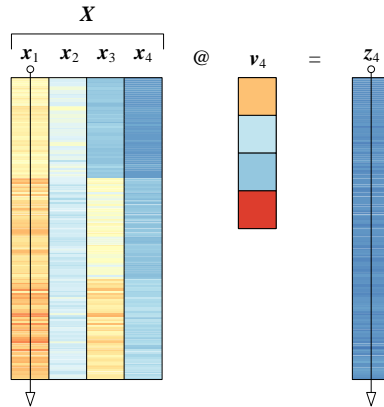 X
x₁ x₂ x₃ x₄ @ v₄ = z₄